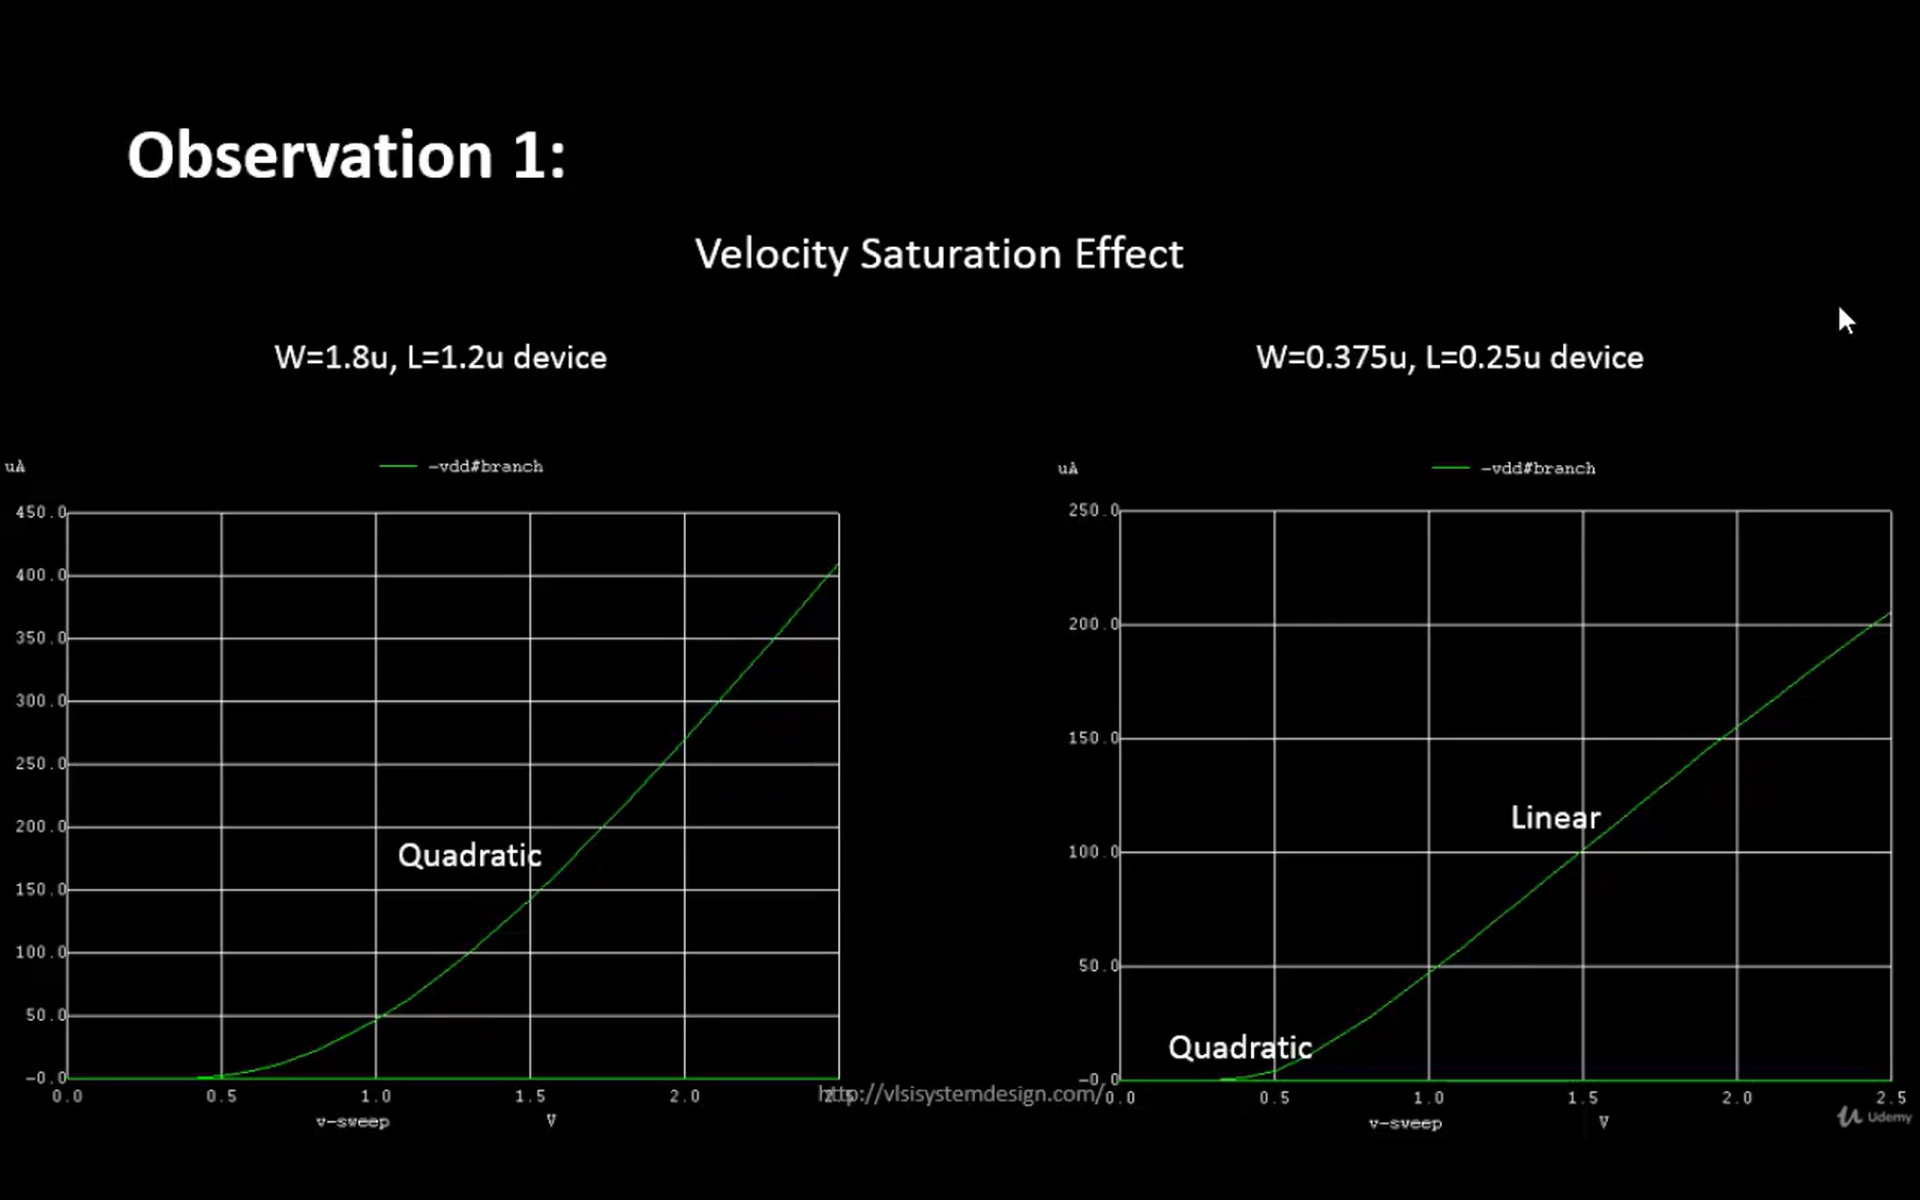 Observation 1:
Velocity Saturation Effect
W=1.8u, L=1.2u device
W=0.375u, L=0.25u device
uA
-vdd#branch
450.0
400.0
350.0
300.0
250.0
200.0
150.0
100.0
50.0
-0.0
Quadratic
0.0 0.5 1.0 1.5 2.0
v-sweep V
uA
-vdd#branch
250.0
200.0
150.0
100.0
50.0
-0.0
Linear
Quadratic
0.0 0.5 1.0 1.5 2.0 2.5
v-sweep V
http://vlsisystemdesign.com/
Udemy